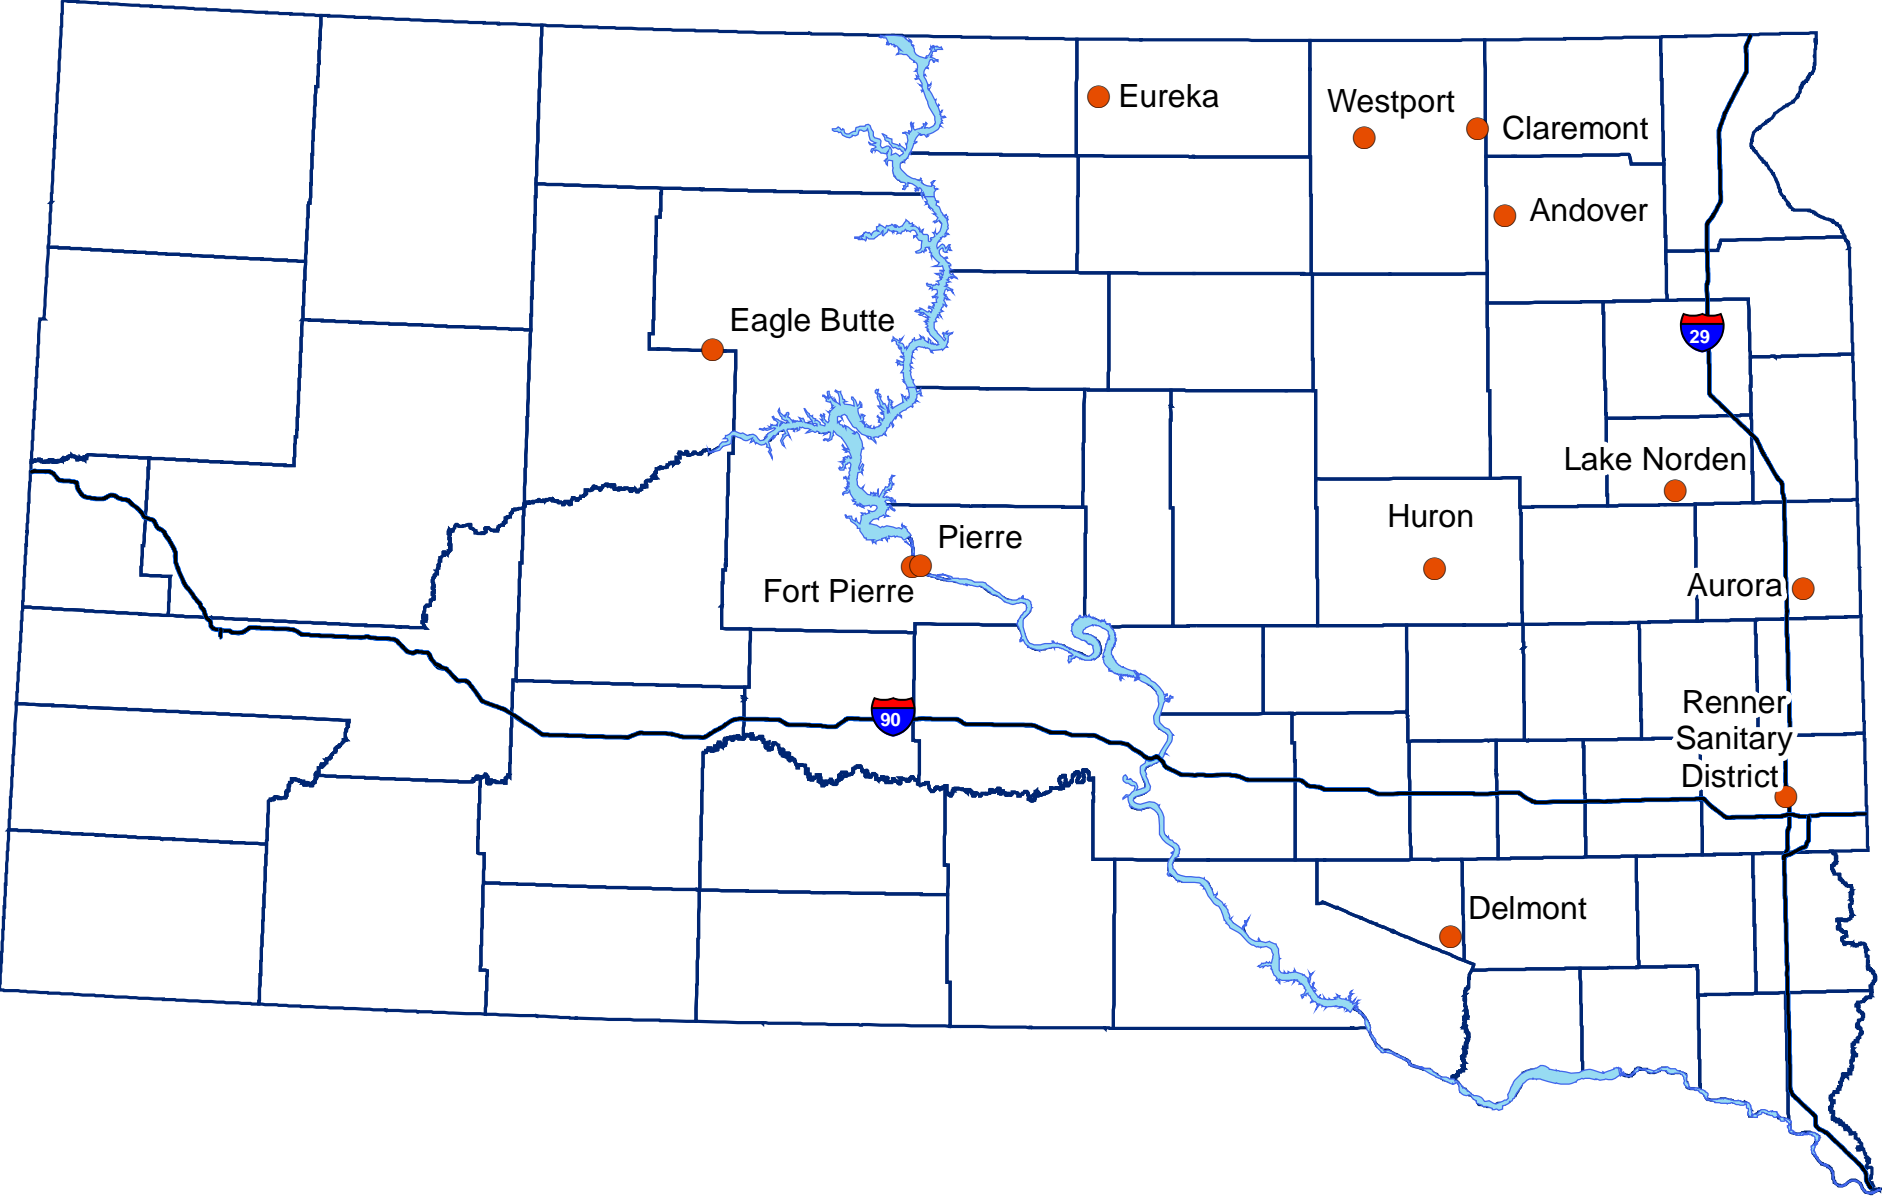 Eureka
Westport
Claremont
Andover
Eagle Butte
29
Lake Norden
Huron
Pierre
Fort Pierre
Aurora
Renner
Sanitary
District
90
Delmont